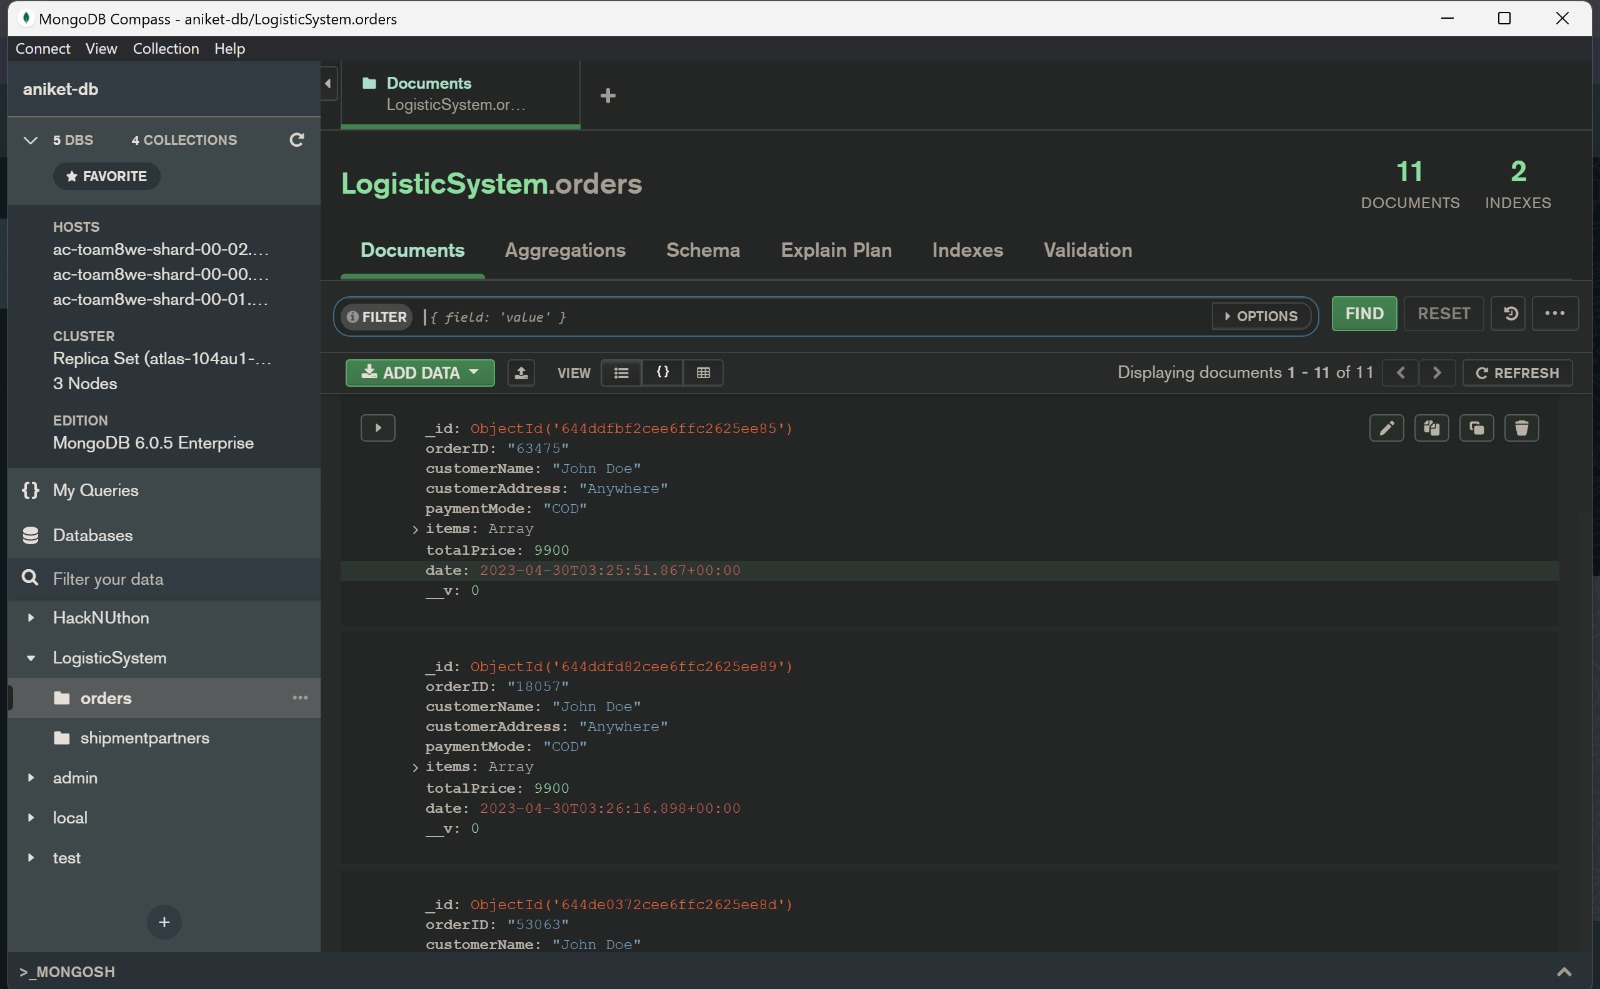 MongoDB Compass - aniket-db/LogisticSystem.orders
Connect View Collection Help
aniket-db
5 DBS 4 COLLECTIONS
FAVORITE
HOSTS
ac-toam8we-shard-00-02....
ac-toam8we-shard-00-00....
ac-toam8we-shard-00-01....
CLUSTER
Replica Set (atlas-104au1-...
3 Nodes
EDITION
MongoDB 6.0.5 Enterprise
{} My Queries
Databases
Filter your data
HackNUthon
LogisticSystem
orders
shipmentpartners
admin
local
test
+
Documents
LogisticSystem.or...
+
LogisticSystem.orders
11 DOCUMENTS
2 INDEXES
Documents Aggregations Schema Explain Plan Indexes Validation
FILTER { field: 'value' } OPTIONS FIND RESET
ADD DATA VIEW {} Displaying documents 1 - 11 of 11 REFRESH
_id: ObjectId('644ddfbf2cee6ffc2625ee85')
orderID: "63475"
customerName: "John Doe"
customerAddress: "Anywhere"
paymentMode: "COD"
items: Array
totalPrice: 9900
date: 2023-04-30T03:25:51.867+00:00
__v: 0
_id: ObjectId('644ddfd82cee6ffc2625ee89')
orderID: "18057"
customerName: "John Doe"
customerAddress: "Anywhere"
paymentMode: "COD"
items: Array
totalPrice: 9900
date: 2023-04-30T03:26:16.898+00:00
__v: 0
_id: ObjectId('644de0372cee6ffc2625ee8d')
orderID: "53063"
customerName: "John Doe"
>_MONGOSH